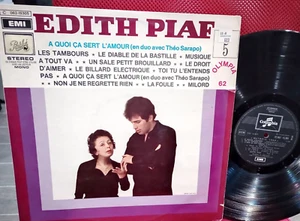 EDITH PIAF
EMI
STEREO
MONO
A QUOI ÇA SERT L'AMOUR (en duo avec Théo Sarapo)
LES TAMBOURS ★ LE DIABLE DE LA BASTILLE ★ MUSIQUE
A TOUT VA ★ UN SALE PETIT BROUILLARD ★ LE DROIT
D'AIMER ★ LE BILLARD ELECTRIQUE ★ TOI TU L'ENTENDS
PAS ★ A QUOI ÇA SERT L'AMOUR (en duo avec Théo Sarapo)
★ NON JE NE REGRETTE RIEN ★ LA FOULE ★ MILORD
OLYMPIA
62
5